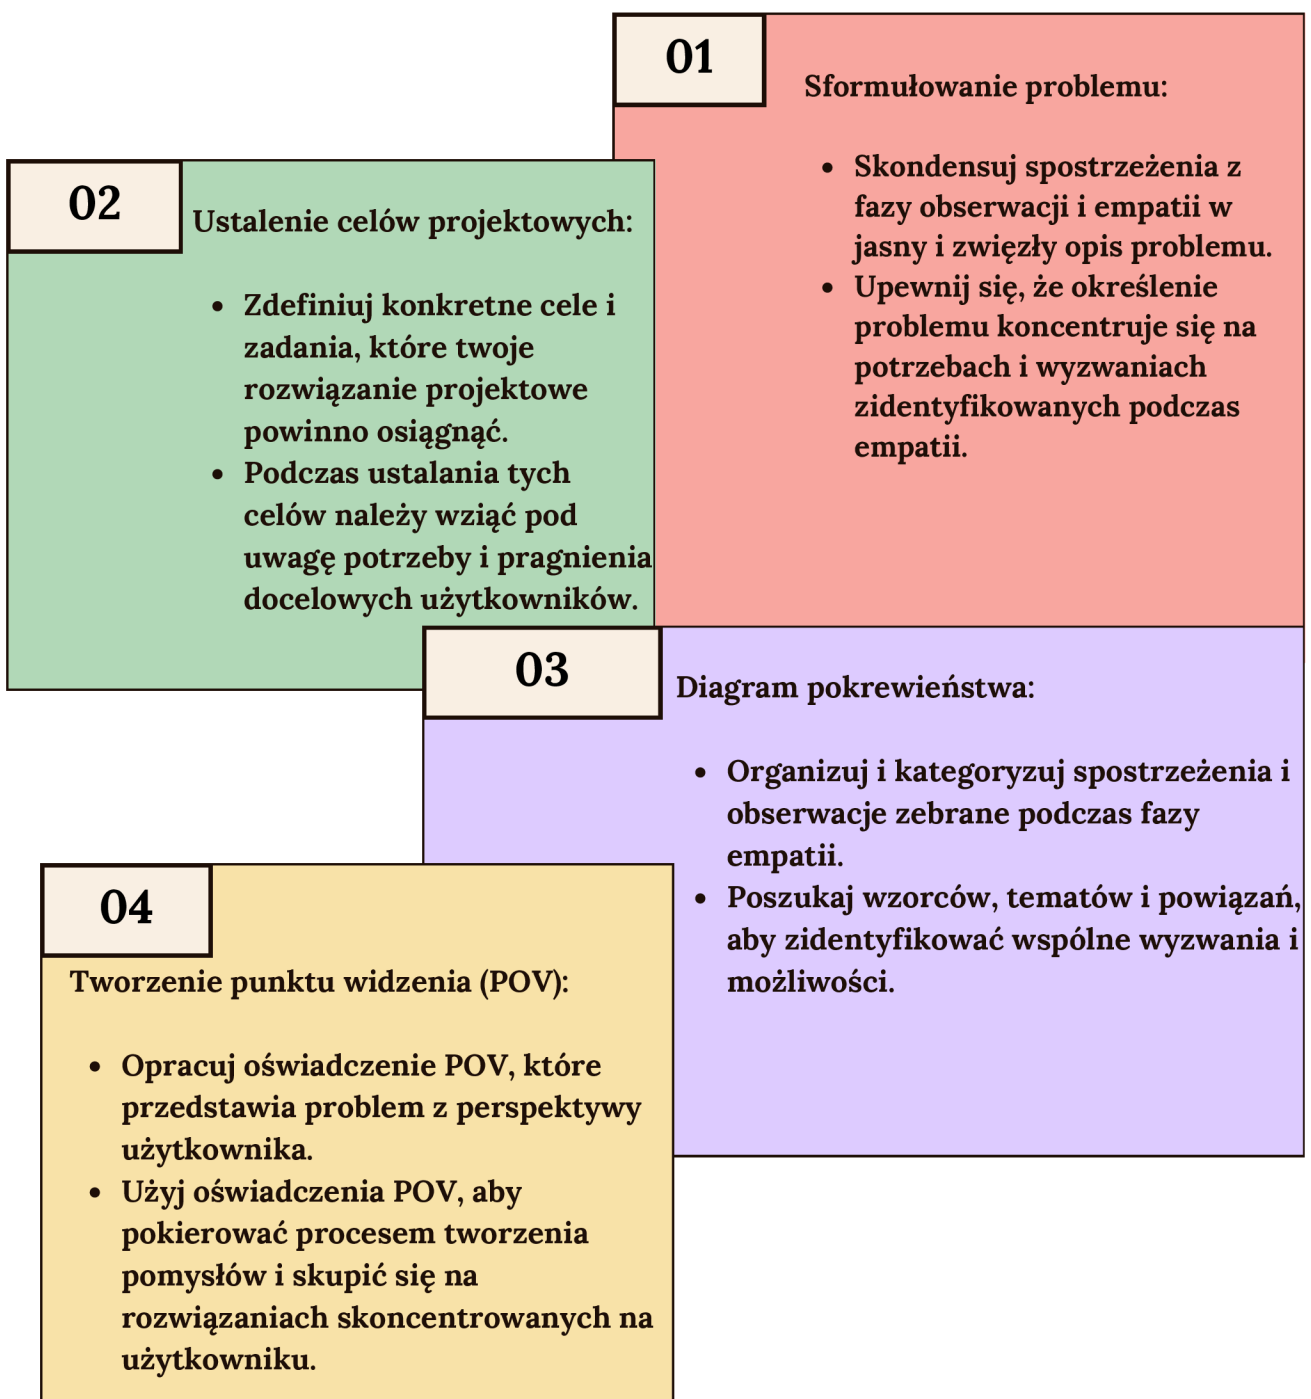 01
Sformułowanie problemu:
• Skondensuj spostrzeżenia z
fazy obserwacji i empatii w
jasny i zwięzły opis problemu.
• Upewnij się, że określenie
problemu koncentruje się na
potrzebach i wyzwaniach
zidentyfikowanych podczas
empatii.
02
Ustalenie celów projektowych:
• Zdefiniuj konkretne cele i
zadania, które twoje
rozwiązanie projektowe
powinno osiągnąć.
• Podczas ustalania tych
celów należy wziąć pod
uwagę potrzeby i pragnienia
docelowych użytkowników.
03
Diagram pokrewieństwa:
• Organizuj i kategoryzuj spostrzeżenia i
obserwacje zebrane podczas fazy
empatii.
• Poszukaj wzorców, tematów i powiązań,
aby zidentyfikować wspólne wyzwania i
możliwości.
04
Tworzenie punktu widzenia (POV):
• Opracuj oświadczenie POV, które
przedstawia problem z perspektywy
użytkownika.
• Użyj oświadczenia POV, aby
pokierować procesem tworzenia
pomysłów i skupić się na
rozwiązaniach skoncentrowanych na
użytkowniku.